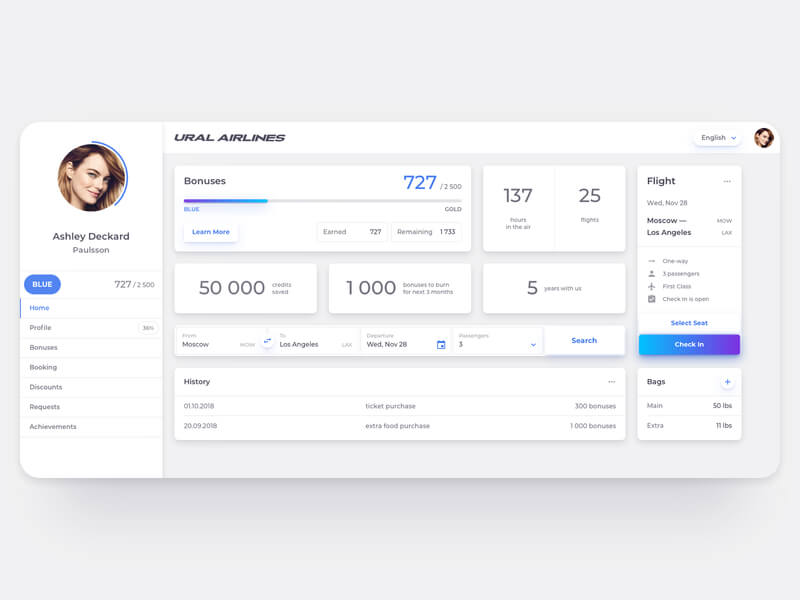 URAL AIRLINES
English
Ashley Deckard
Paulsson
BLUE
727 / 2 500
Home
Profile
36%
Bonuses
Booking
Discounts
Requests
Achievements
Bonuses
727 / 2 500
BLUE
GOLD
Learn More
Earned 727
Remaining 1 733
137
hours
in the air
25
flights
50 000
credits
saved
1 000
bonuses to burn
for next 3 months
5
years with us
From
Moscow
MOW
To
Los Angeles
LAX
Departure
Wed, Nov 28
Passengers
3
Search
History
01.10.2018 ticket purchase 300 bonuses
20.09.2018 extra food purchase 1 000 bonuses
Flight
Wed, Nov 28
Moscow — MOW
Los Angeles LAX
One-way
3 passengers
First Class
Check In is open
Select Seat
Check In
Bags
Main 50 lbs
Extra 11 lbs